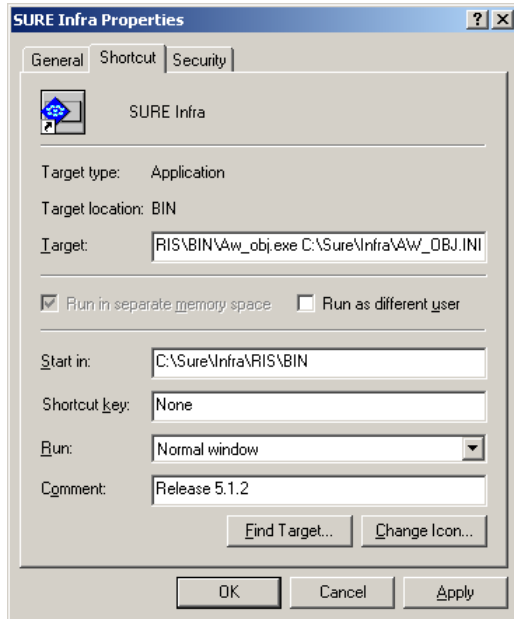 SURE Infra Properties
General Shortcut Security
SURE Infra
Target type: Application
Target location: BIN
Target: RIS\BIN\Aw_obj.exe C:\Sure\Infra\AW_OBJ.INI
Run in separate memory space Run as different user
Start in: C:\Sure\Infra\RIS\BIN
Shortcut key: None
Run: Normal window
Comment: Release 5.1.2
Find Target... Change Icon...
OK Cancel Apply